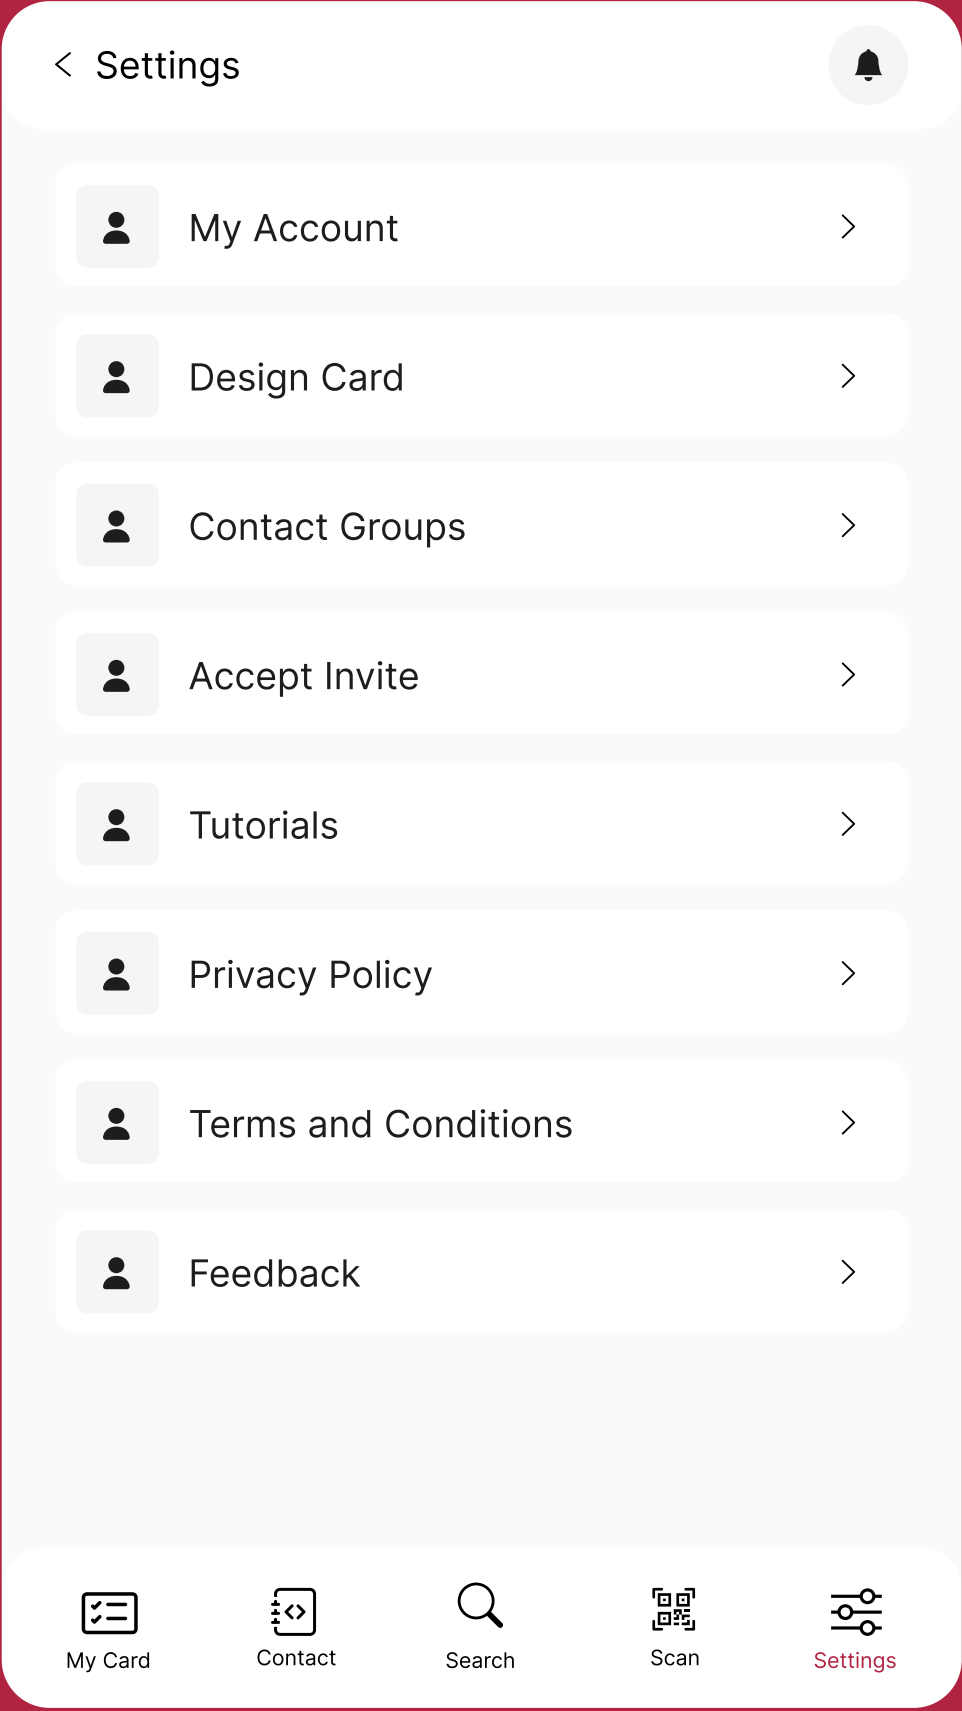 Settings
My Account
Design Card
Contact Groups
Accept Invite
Tutorials
Privacy Policy
Terms and Conditions
Feedback
My Card
Contact
Search
Scan
Settings